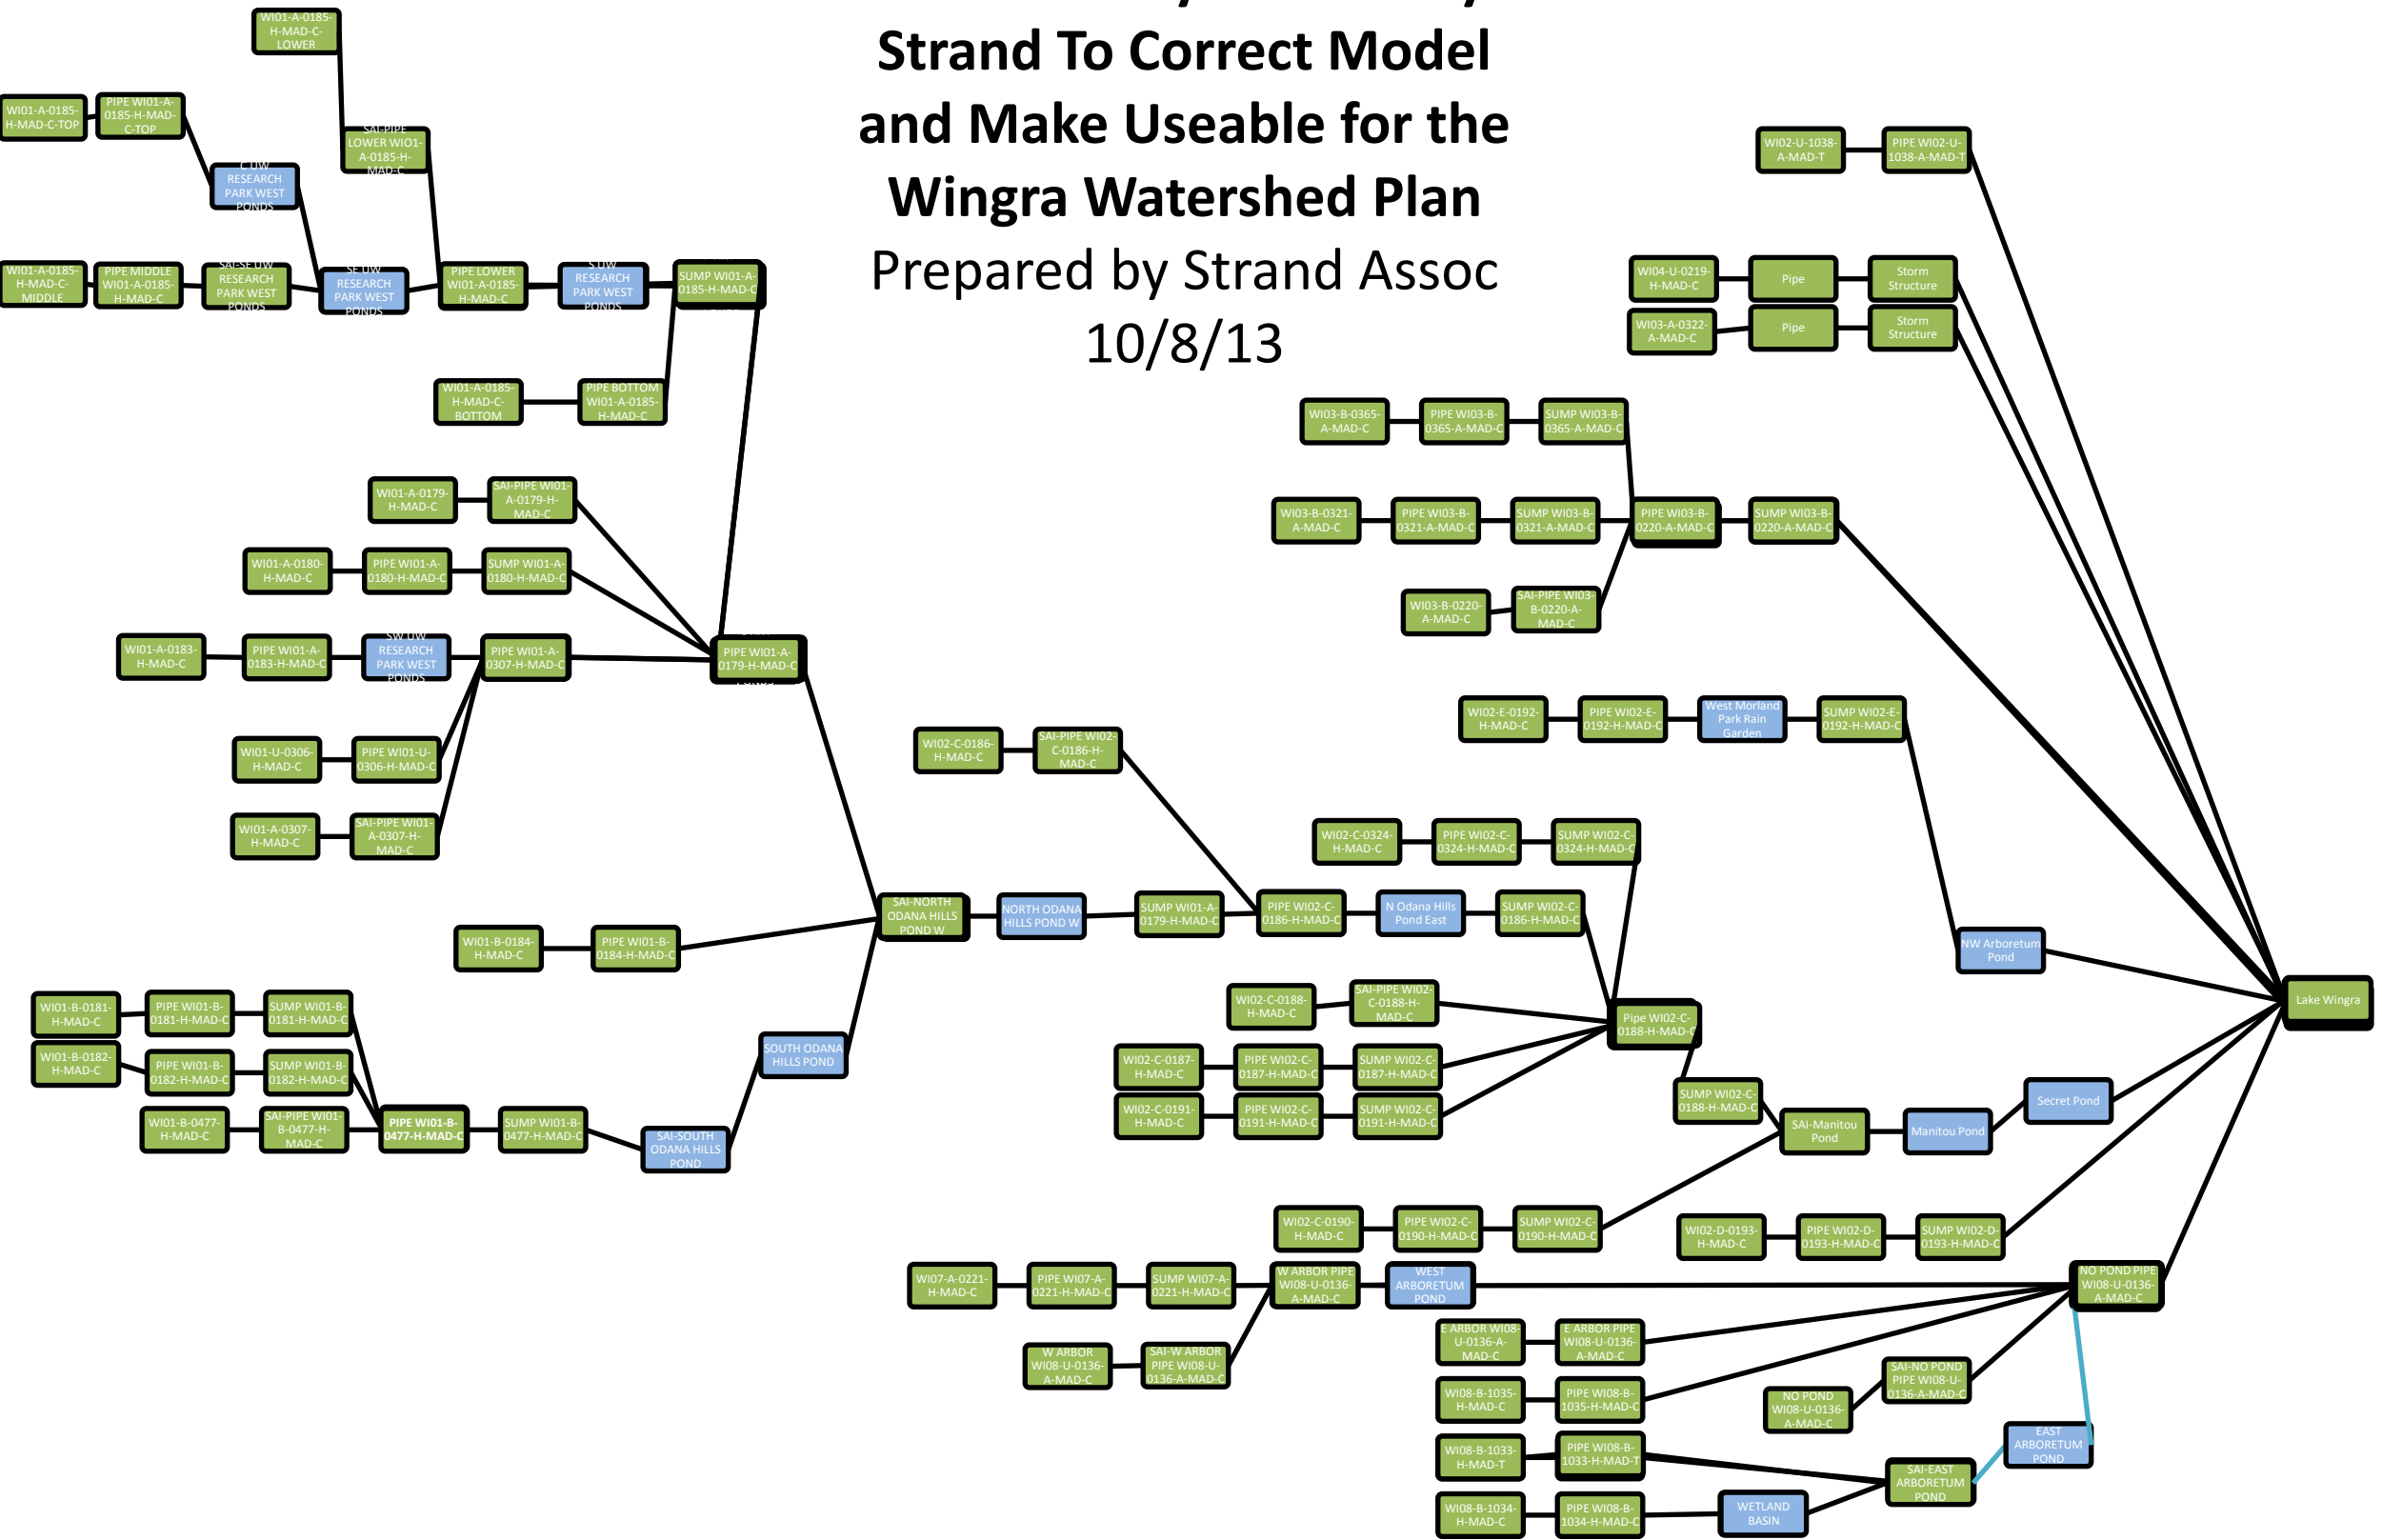 Strand To Correct Model
and Make Useable for the
Wingra Watershed Plan
Prepared by Strand Assoc
10/8/13
WI01-A-0185-
H-MAD-C-
LOWER
WI01-A-0185-
H-MAD-C-TOP
PIPE WI01-A-
0185-H-MAD-
C-TOP
SAI-PIPE
LOWER WIO1-
A-0185-H-
MAD-C
C UW
RESEARCH
PARK WEST
PONDS
WI01-A-0185-
H-MAD-C-
MIDDLE
PIPE MIDDLE
WI01-A-0185-
H-MAD-C
SAI-SE UW
RESEARCH
PARK WEST
PONDS
SE UW
RESEARCH
PARK WEST
PONDS
PIPE LOWER
WI01-A-0185-
H-MAD-C
S UW
RESEARCH
PARK WEST
PONDS
SUMP WI01-A-
0185-H-MAD-C
WI01-A-0185-
H-MAD-C-
BOTTOM
PIPE BOTTOM
WI01-A-0185-
H-MAD-C
WI01-A-0179-
H-MAD-C
SAI-PIPE WI01-
A-0179-H-
MAD-C
WI01-A-0180-
H-MAD-C
PIPE WI01-A-
0180-H-MAD-C
SUMP WI01-A-
0180-H-MAD-C
WI01-A-0183-
H-MAD-C
PIPE WI01-A-
0183-H-MAD-C
SW UW
RESEARCH
PARK WEST
PONDS
PIPE WI01-A-
0307-H-MAD-C
PIPE WI01-A-
0179-H-MAD-C
WI01-U-0306-
H-MAD-C
PIPE WI01-U-
0306-H-MAD-C
WI01-A-0307-
H-MAD-C
SAI-PIPE WI01-
A-0307-H-
MAD-C
WI01-B-0184-
H-MAD-C
PIPE WI01-B-
0184-H-MAD-C
WI01-B-0181-
H-MAD-C
PIPE WI01-B-
0181-H-MAD-C
SUMP WI01-B-
0181-H-MAD-C
WI01-B-0182-
H-MAD-C
PIPE WI01-B-
0182-H-MAD-C
SUMP WI01-B-
0182-H-MAD-C
WI01-B-0477-
H-MAD-C
SAI-PIPE WI01-
B-0477-H-
MAD-C
PIPE WI01-B-
0477-H-MAD-C
SUMP WI01-B-
0477-H-MAD-C
SAI-SOUTH
ODANA HILLS
POND
SOUTH ODANA
HILLS POND
SAI-NORTH
ODANA HILLS
POND W
NORTH ODANA
HILLS POND W
SUMP WI01-A-
0179-H-MAD-C
WI02-C-0186-
H-MAD-C
SAI-PIPE WI02-
C-0186-H-
MAD-C
PIPE WI02-C-
0186-H-MAD-C
N Odana Hills
Pond East
SUMP WI02-C-
0186-H-MAD-C
WI02-C-0324-
H-MAD-C
PIPE WI02-C-
0324-H-MAD-C
SUMP WI02-C-
0324-H-MAD-C
WI02-C-0188-
H-MAD-C
SAI-PIPE WI02-
C-0188-H-
MAD-C
WI02-C-0187-
H-MAD-C
PIPE WI02-C-
0187-H-MAD-C
SUMP WI02-C-
0187-H-MAD-C
WI02-C-0191-
H-MAD-C
PIPE WI02-C-
0191-H-MAD-C
SUMP WI02-C-
0191-H-MAD-C
Pipe WI02-C-
0188-H-MAD-C
SUMP WI02-C-
0188-H-MAD-C
SAI-Manitou
Pond
Manitou Pond
Secret Pond
WI02-C-0190-
H-MAD-C
PIPE WI02-C-
0190-H-MAD-C
SUMP WI02-C-
0190-H-MAD-C
WI02-D-0193-
H-MAD-C
PIPE WI02-D-
0193-H-MAD-C
SUMP WI02-D-
0193-H-MAD-C
WI02-U-1038-
A-MAD-T
PIPE WI02-U-
1038-A-MAD-T
WI04-U-0219-
H-MAD-C
Pipe
Storm
Structure
WI03-A-0322-
A-MAD-C
Pipe
Storm
Structure
WI03-B-0365-
A-MAD-C
PIPE WI03-B-
0365-A-MAD-C
SUMP WI03-B-
0365-A-MAD-C
WI03-B-0321-
A-MAD-C
PIPE WI03-B-
0321-A-MAD-C
SUMP WI03-B-
0321-A-MAD-C
PIPE WI03-B-
0220-A-MAD-C
SUMP WI03-B-
0220-A-MAD-C
WI03-B-0220-
A-MAD-C
SAI-PIPE WI03-
B-0220-A-
MAD-C
WI02-E-0192-
H-MAD-C
PIPE WI02-E-
0192-H-MAD-C
West Morland
Park Rain
Garden
SUMP WI02-E-
0192-H-MAD-C
NW Arboretum
Pond
Lake Wingra
WI07-A-0221-
H-MAD-C
PIPE WI07-A-
0221-H-MAD-C
SUMP WI07-A-
0221-H-MAD-C
W ARBOR PIPE
WI08-U-0136-
A-MAD-C
WEST
ARBORETUM
POND
NO POND PIPE
WI08-U-0136-
A-MAD-C
W ARBOR
WI08-U-0136-
A-MAD-C
SAI-W ARBOR
PIPE WI08-U-
0136-A-MAD-C
E ARBOR WI08-
U-0136-A-
MAD-C
E ARBOR PIPE
WI08-U-0136-
A-MAD-C
WI08-B-1035-
H-MAD-C
PIPE WI08-B-
1035-H-MAD-C
NO POND
WI08-U-0136-
A-MAD-C
SAI-NO POND
PIPE WI08-U-
0136-A-MAD-C
WI08-B-1033-
H-MAD-T
PIPE WI08-B-
1033-H-MAD-T
WI08-B-1034-
H-MAD-C
PIPE WI08-B-
1034-H-MAD-C
WETLAND
BASIN
SAI-EAST
ARBORETUM
POND
EAST
ARBORETUM
POND